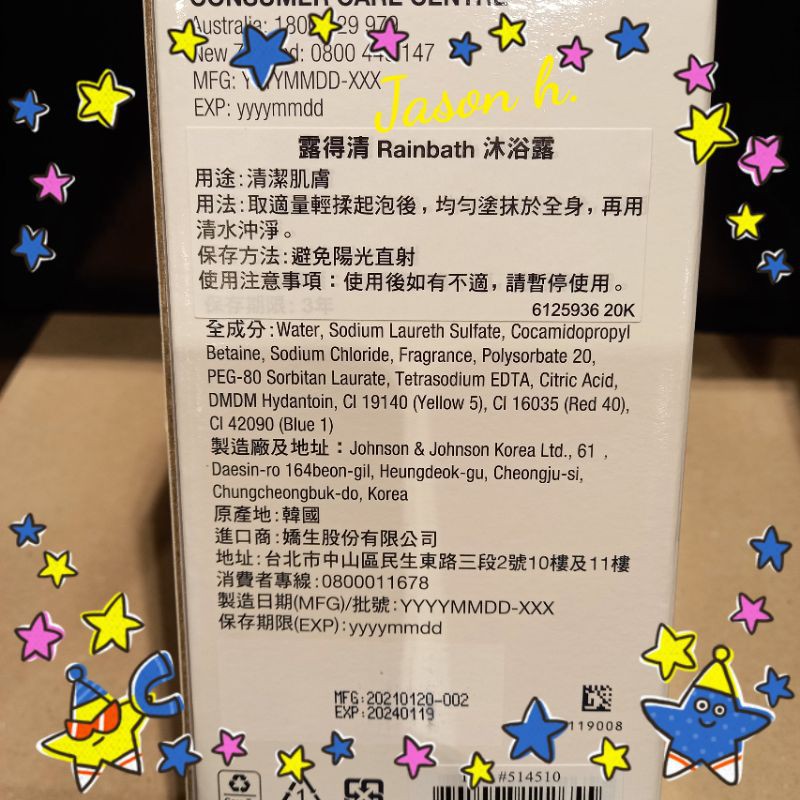 CONSUMER CARE CENTRE
Australia: 180 29 97
New Z d: 0800 44 147
MFG: YYYYMMDD-XXX
EXP: yyyymmdd
Jason h.
露得清 Rainbath 沐浴露
用途:清潔肌膚
用法:取適量輕揉起泡後，均勻塗抹於全身，再用
清水沖淨。
保存方法:避免陽光直射
使用注意事項：使用後如有不適，請暫停使用。
保存期限: 3年
6125936 20K
全成分:Water, Sodium Laureth Sulfate, Cocamidopropyl
Betaine, Sodium Chloride, Fragrance, Polysorbate 20,
PEG-80 Sorbitan Laurate, Tetrasodium EDTA, Citric Acid,
DMDM Hydantoin, CI 19140 (Yellow 5), CI 16035 (Red 40),
CI 42090 (Blue 1)
製造廠及地址：Johnson & Johnson Korea Ltd., 61 ,
Daesin-ro 164beon-gil, Heungdeok-gu, Cheongju-si,
Chungcheongbuk-do, Korea
原產地:韓國
進口商:嬌生股份有限公司
地址:台北市中山區民生東路三段2號10樓及11樓
消費者專線:0800011678
製造日期(MFG)/批號:YYYYMMDD-XXX
保存期限(EXP):yyyymmdd
MFG:20210120-002
EXP:20240119
119008
#514510